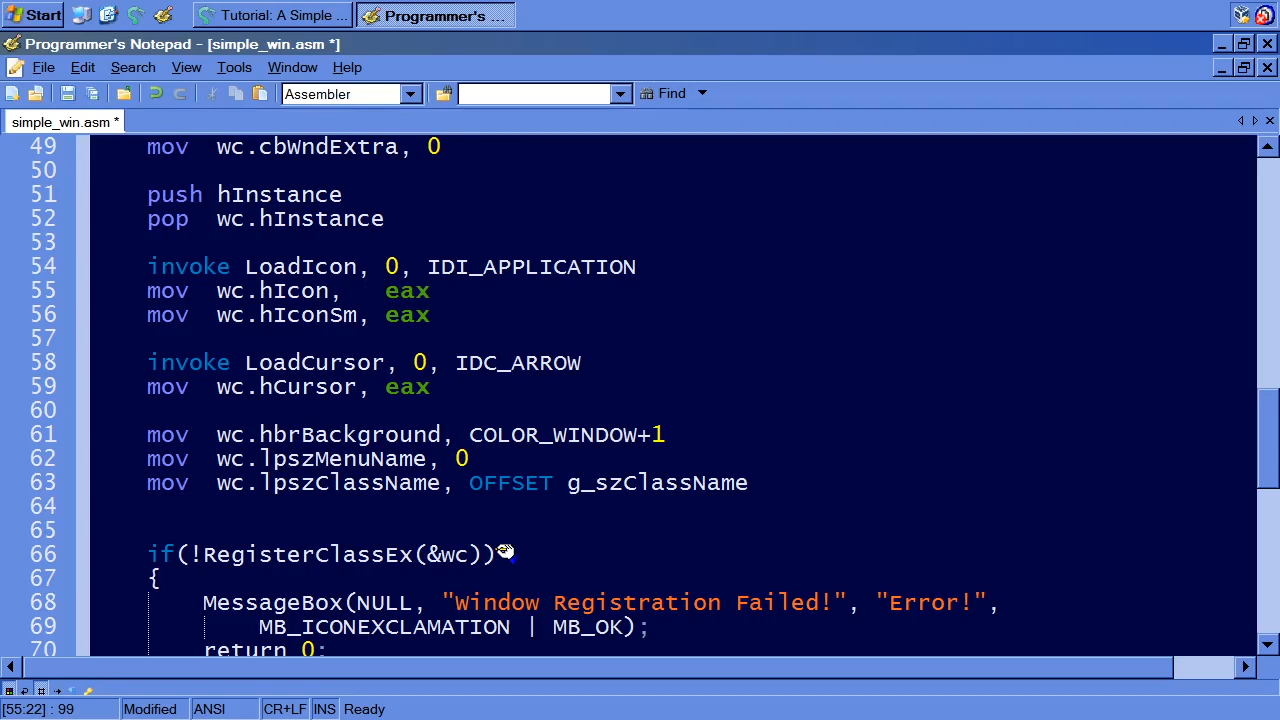 Start Tutorial: A Simple ... Programmer's ...
Programmer's Notepad - [simple_win.asm *]
File Edit Search View Tools Window Help
Assembler Find
simple_win.asm *
49 mov wc.cbWndExtra, 0
50
51 push hInstance
52 pop wc.hInstance
53
54 invoke LoadIcon, 0, IDI_APPLICATION
55 mov wc.hIcon, eax
56 mov wc.hIconSm, eax
57
58 invoke LoadCursor, 0, IDC_ARROW
59 mov wc.hCursor, eax
60
61 mov wc.hbrBackground, COLOR_WINDOW+1
62 mov wc.lpszMenuName, 0
63 mov wc.lpszClassName, OFFSET g_szClassName
64
65
66 if(!RegisterClassEx(&wc))
67 {
68 MessageBox(NULL, "Window Registration Failed!", "Error!",
69 MB_ICONEXCLAMATION | MB_OK);
70 return 0;
[55:22] : 99 Modified ANSI CR+LF INS Ready